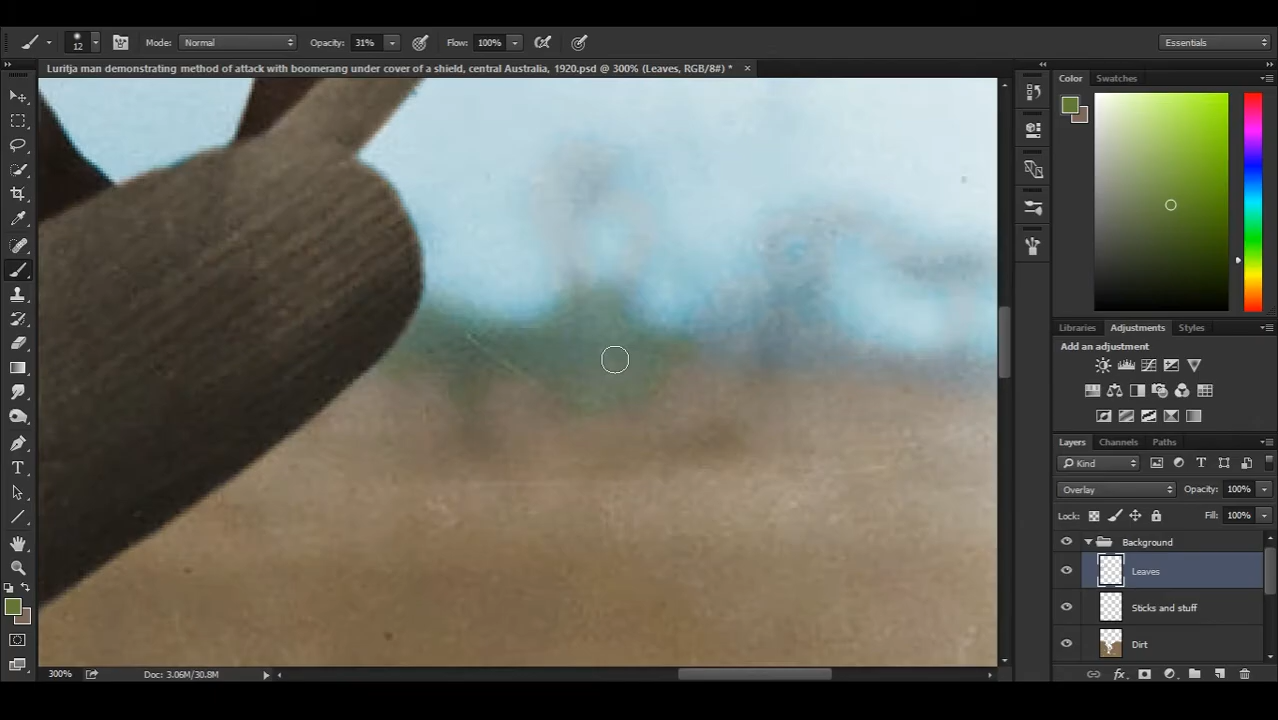 12 Mode: Normal Opacity: 31% Flow: 100% Essentials
Luritja man demonstrating method of attack with boomerang under cover of a shield, central Australia, 1920.psd @ 300% (Leaves, RGB/8#) * ×
Color Swatches
Libraries Adjustments Styles
Add an adjustment
Layers Channels Paths
Kind
Overlay Opacity: 100%
Lock: Fill: 100%
Background
Leaves
Sticks and stuff
Dirt
300% Doc: 3.06M/30.8M